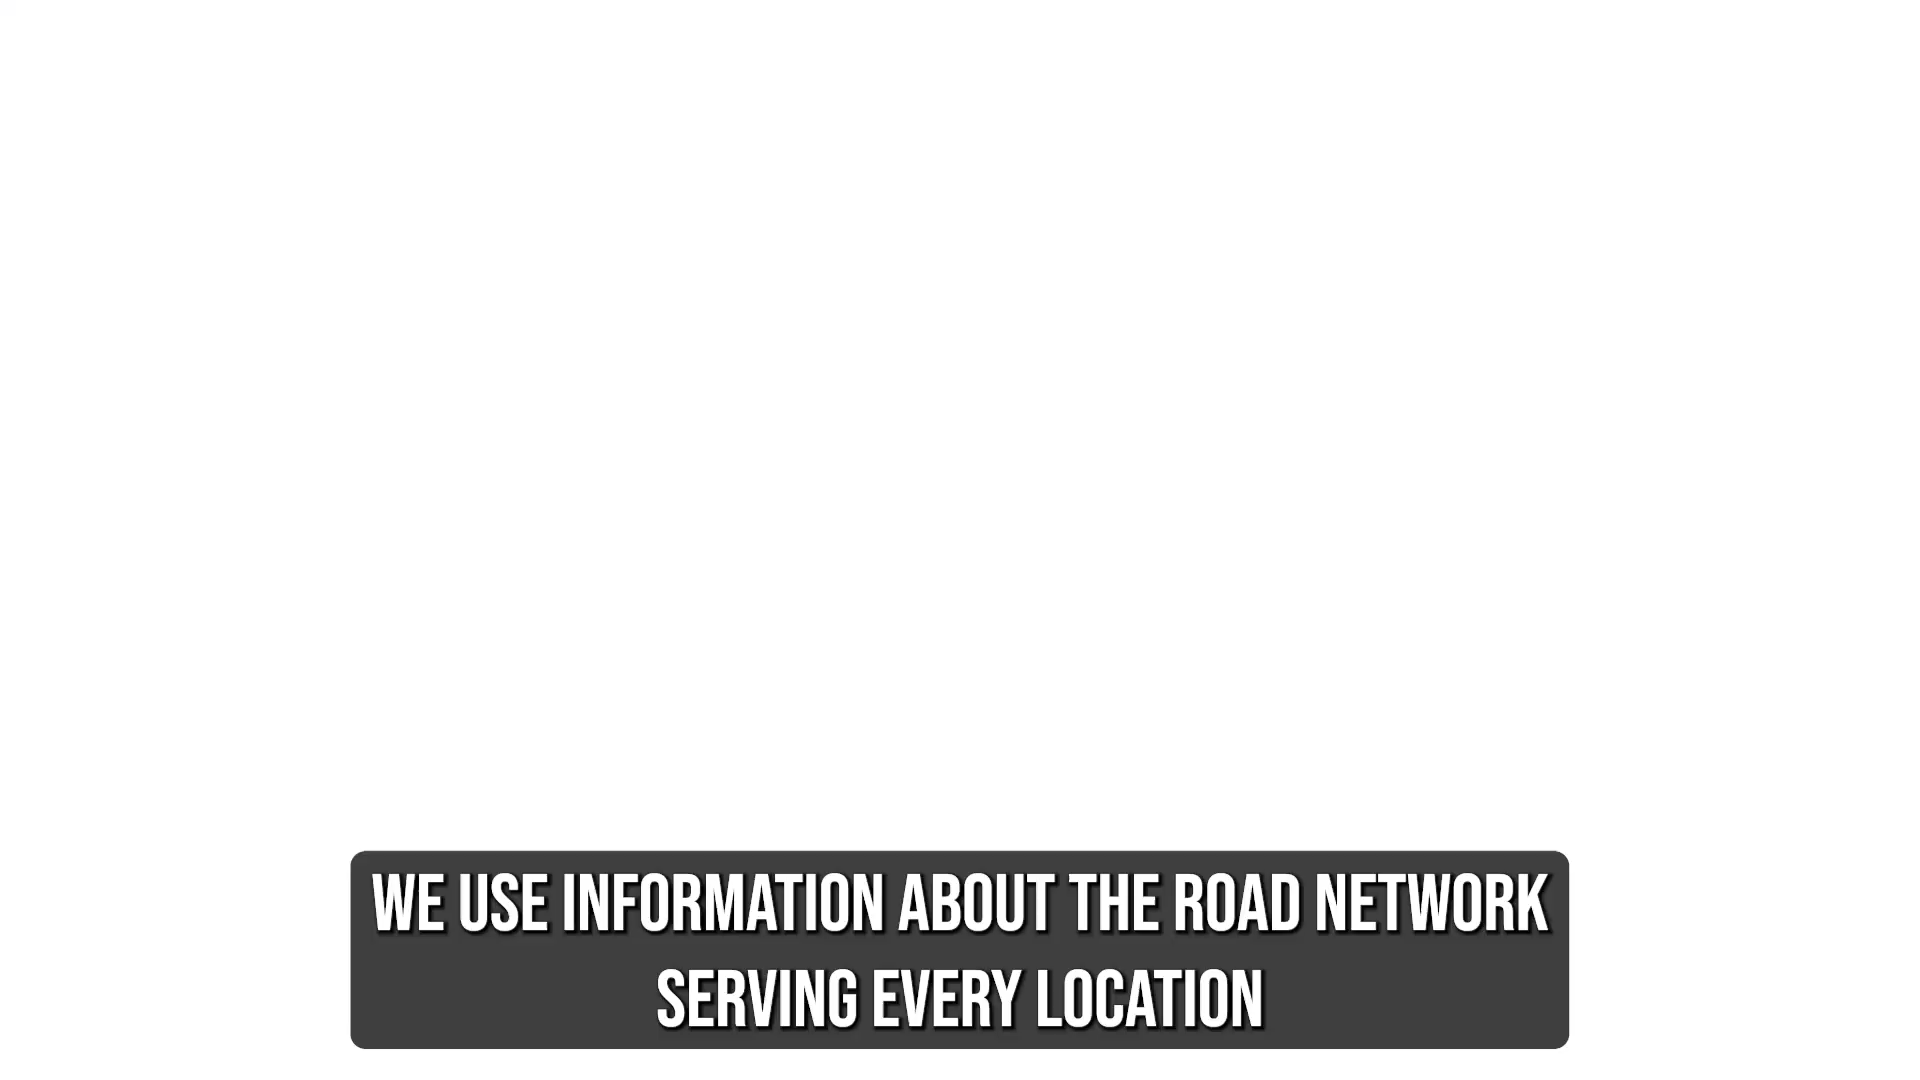 WE USE INFORMATION ABOUT THE ROAD NETWORK
SERVING EVERY LOCATION